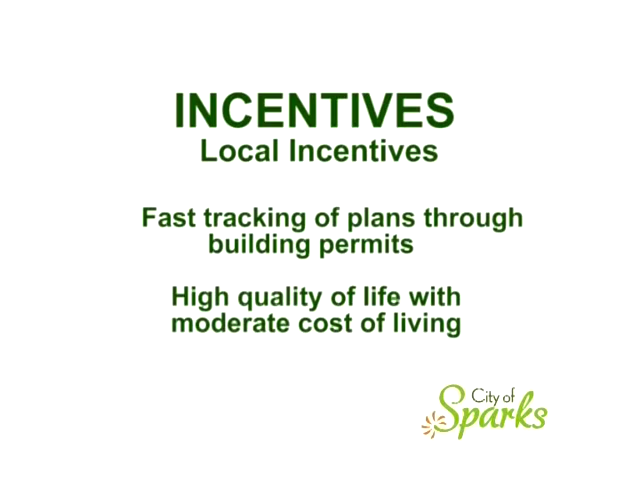 INCENTIVES
Local Incentives
Fast tracking of plans through
building permits
High quality of life with
moderate cost of living
City of
Sparks